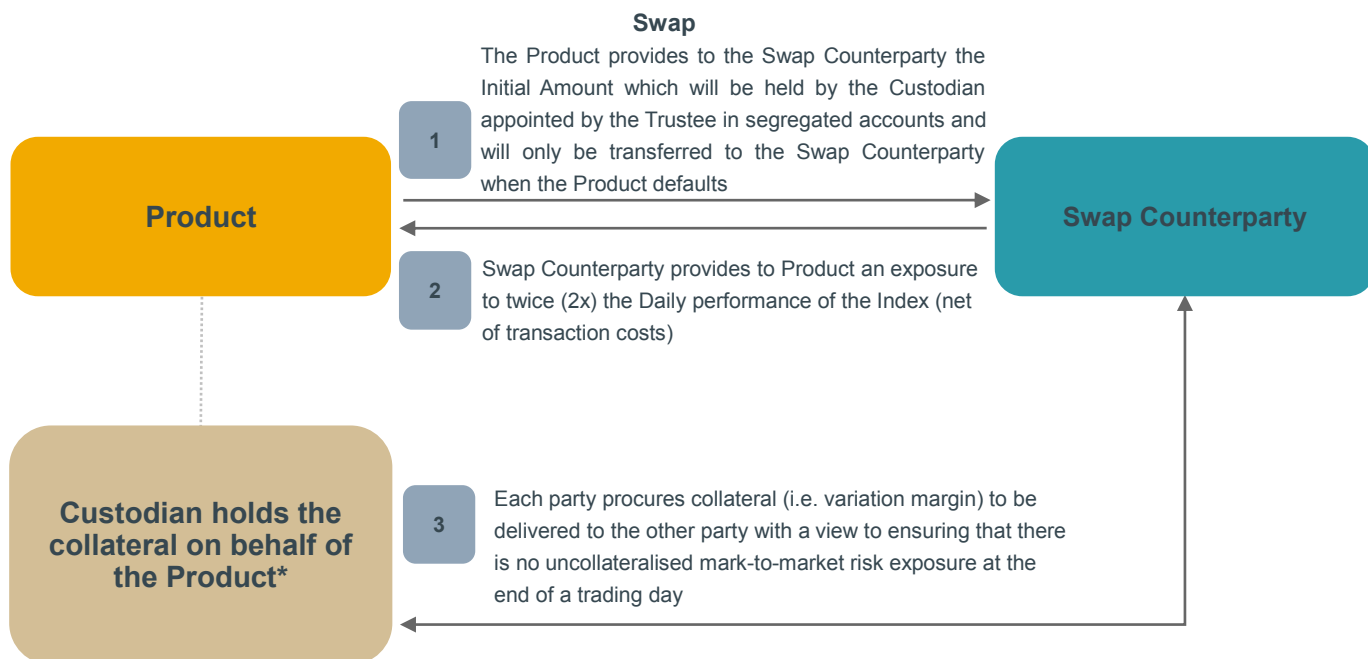 Swap
The Product provides to the Swap Counterparty the
Initial Amount which will be held by the Custodian
appointed by the Trustee in segregated accounts and
will only be transferred to the Swap Counterparty
when the Product defaults
1
Product
Swap Counterparty
2
Swap Counterparty provides to Product an exposure
to twice (2x) the Daily performance of the Index (net
of transaction costs)
Custodian holds the
collateral on behalf of
the Product*
3
Each party procures collateral (i.e. variation margin) to be
delivered to the other party with a view to ensuring that there
is no uncollateralised mark-to-market risk exposure at the
end of a trading day